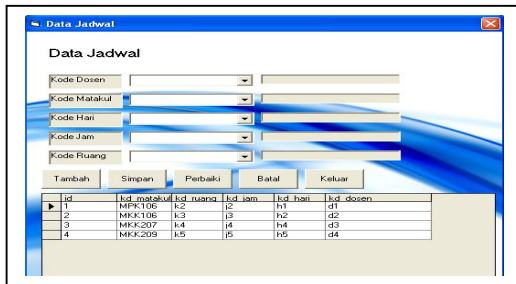 Data Jadwal
Data Jadwal
Kode Dosen
Kode Matakul
Kode Hari
Kode Jam
Kode Ruang
Tambah Simpan Perbaiki Batal Keluar
id kd_matakul kd_ruang kd_jam kd_hari kd_dosen
1 MPK106 k2 j2 h1 d1
2 MKK106 k3 j3 h2 d2
3 MKK207 k4 j4 h4 d3
4 MKK209 k5 j5 h5 d4